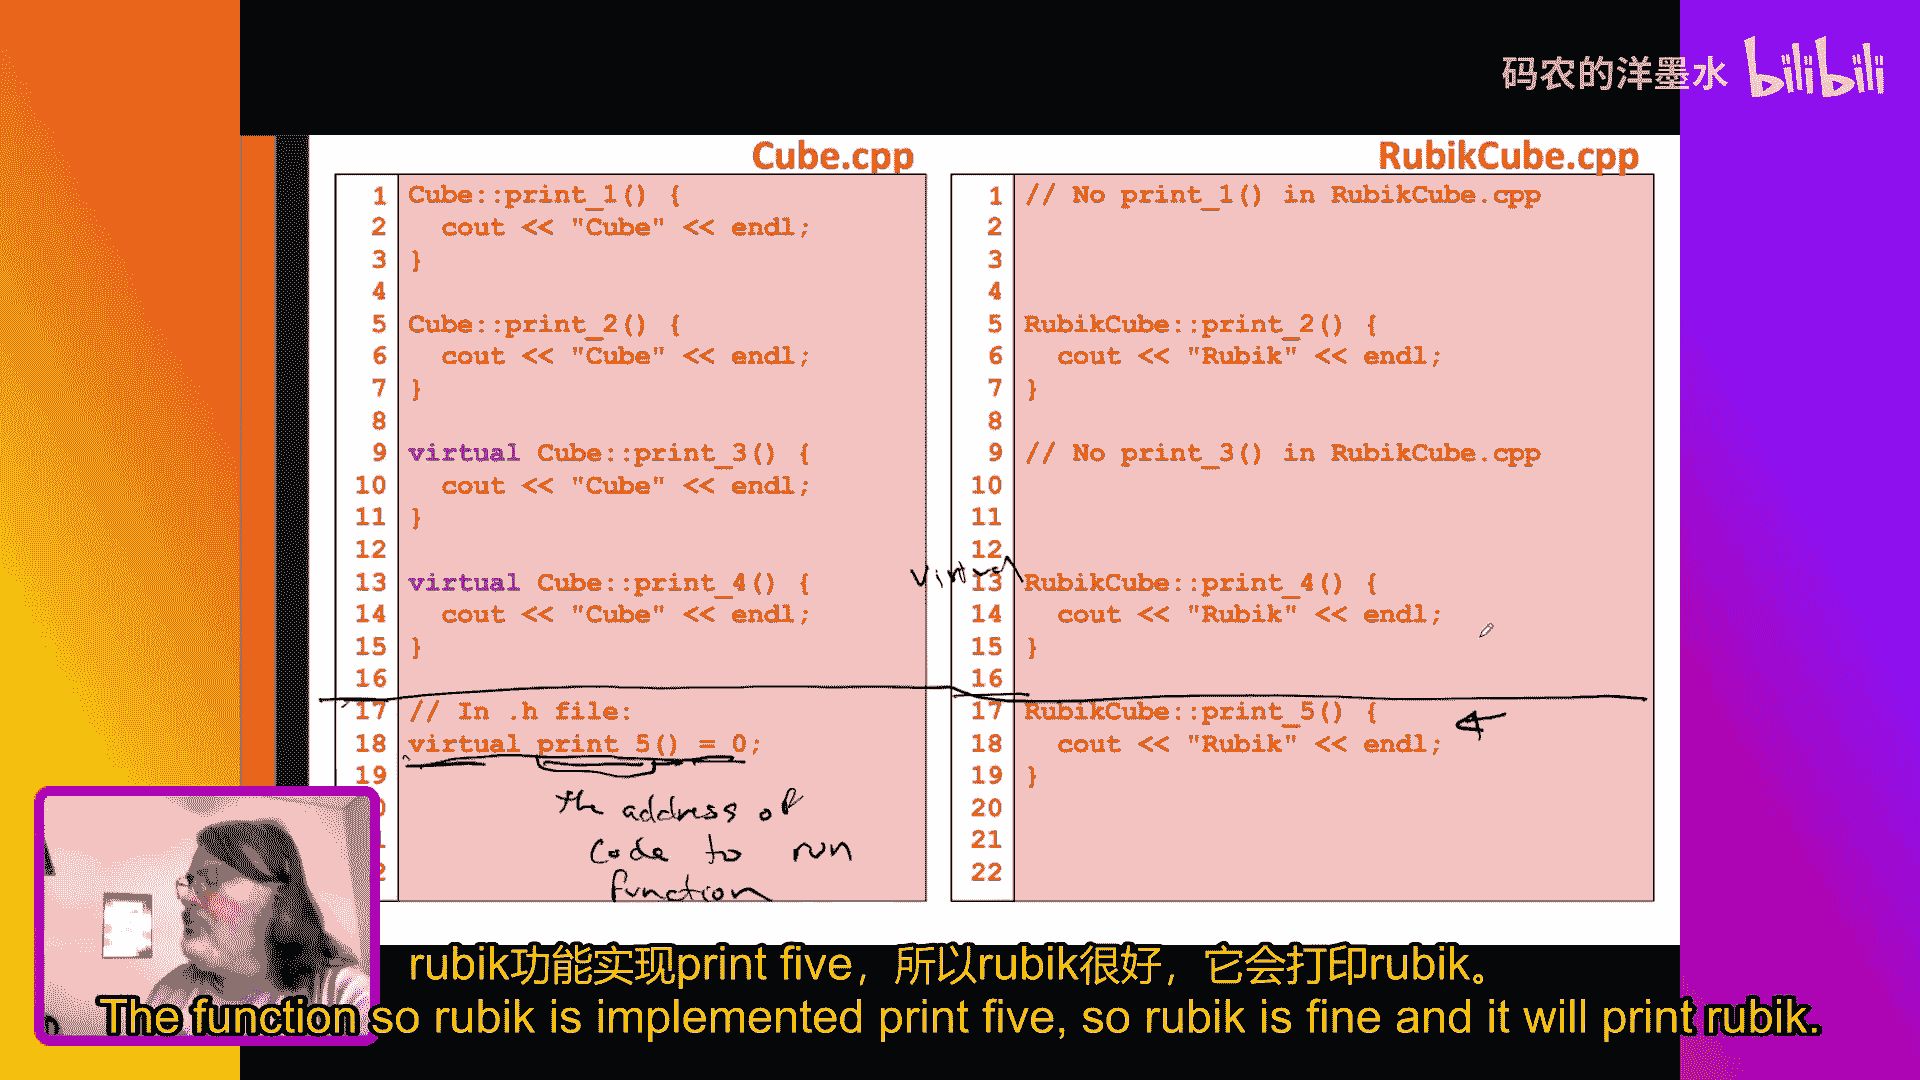 码农的洋墨水 bilibili
Cube.cpp
1 Cube::print_1() {
2 cout << "Cube" << endl;
3 }
4
5 Cube::print_2() {
6 cout << "Cube" << endl;
7 }
8
9 virtual Cube::print_3() {
10 cout << "Cube" << endl;
11 }
12
13 virtual Cube::print_4() {
14 cout << "Cube" << endl;
15 }
16
17 // In .h file:
18 virtual print_5() = 0;
19
the address of
code to run
function
RubikCube.cpp
1 // No print_1() in RubikCube.cpp
2
3
4
5 RubikCube::print_2() {
6 cout << "Rubik" << endl;
7 }
8
9 // No print_3() in RubikCube.cpp
10
11
12
virtual
13 RubikCube::print_4() {
14 cout << "Rubik" << endl;
15 }
16
17 RubikCube::print_5() {
18 cout << "Rubik" << endl;
19 }
20
21
22
rubik功能实现print five，所以rubik很好，它会打印rubik。
The function so rubik is implemented print five, so rubik is fine and it will print rubik.